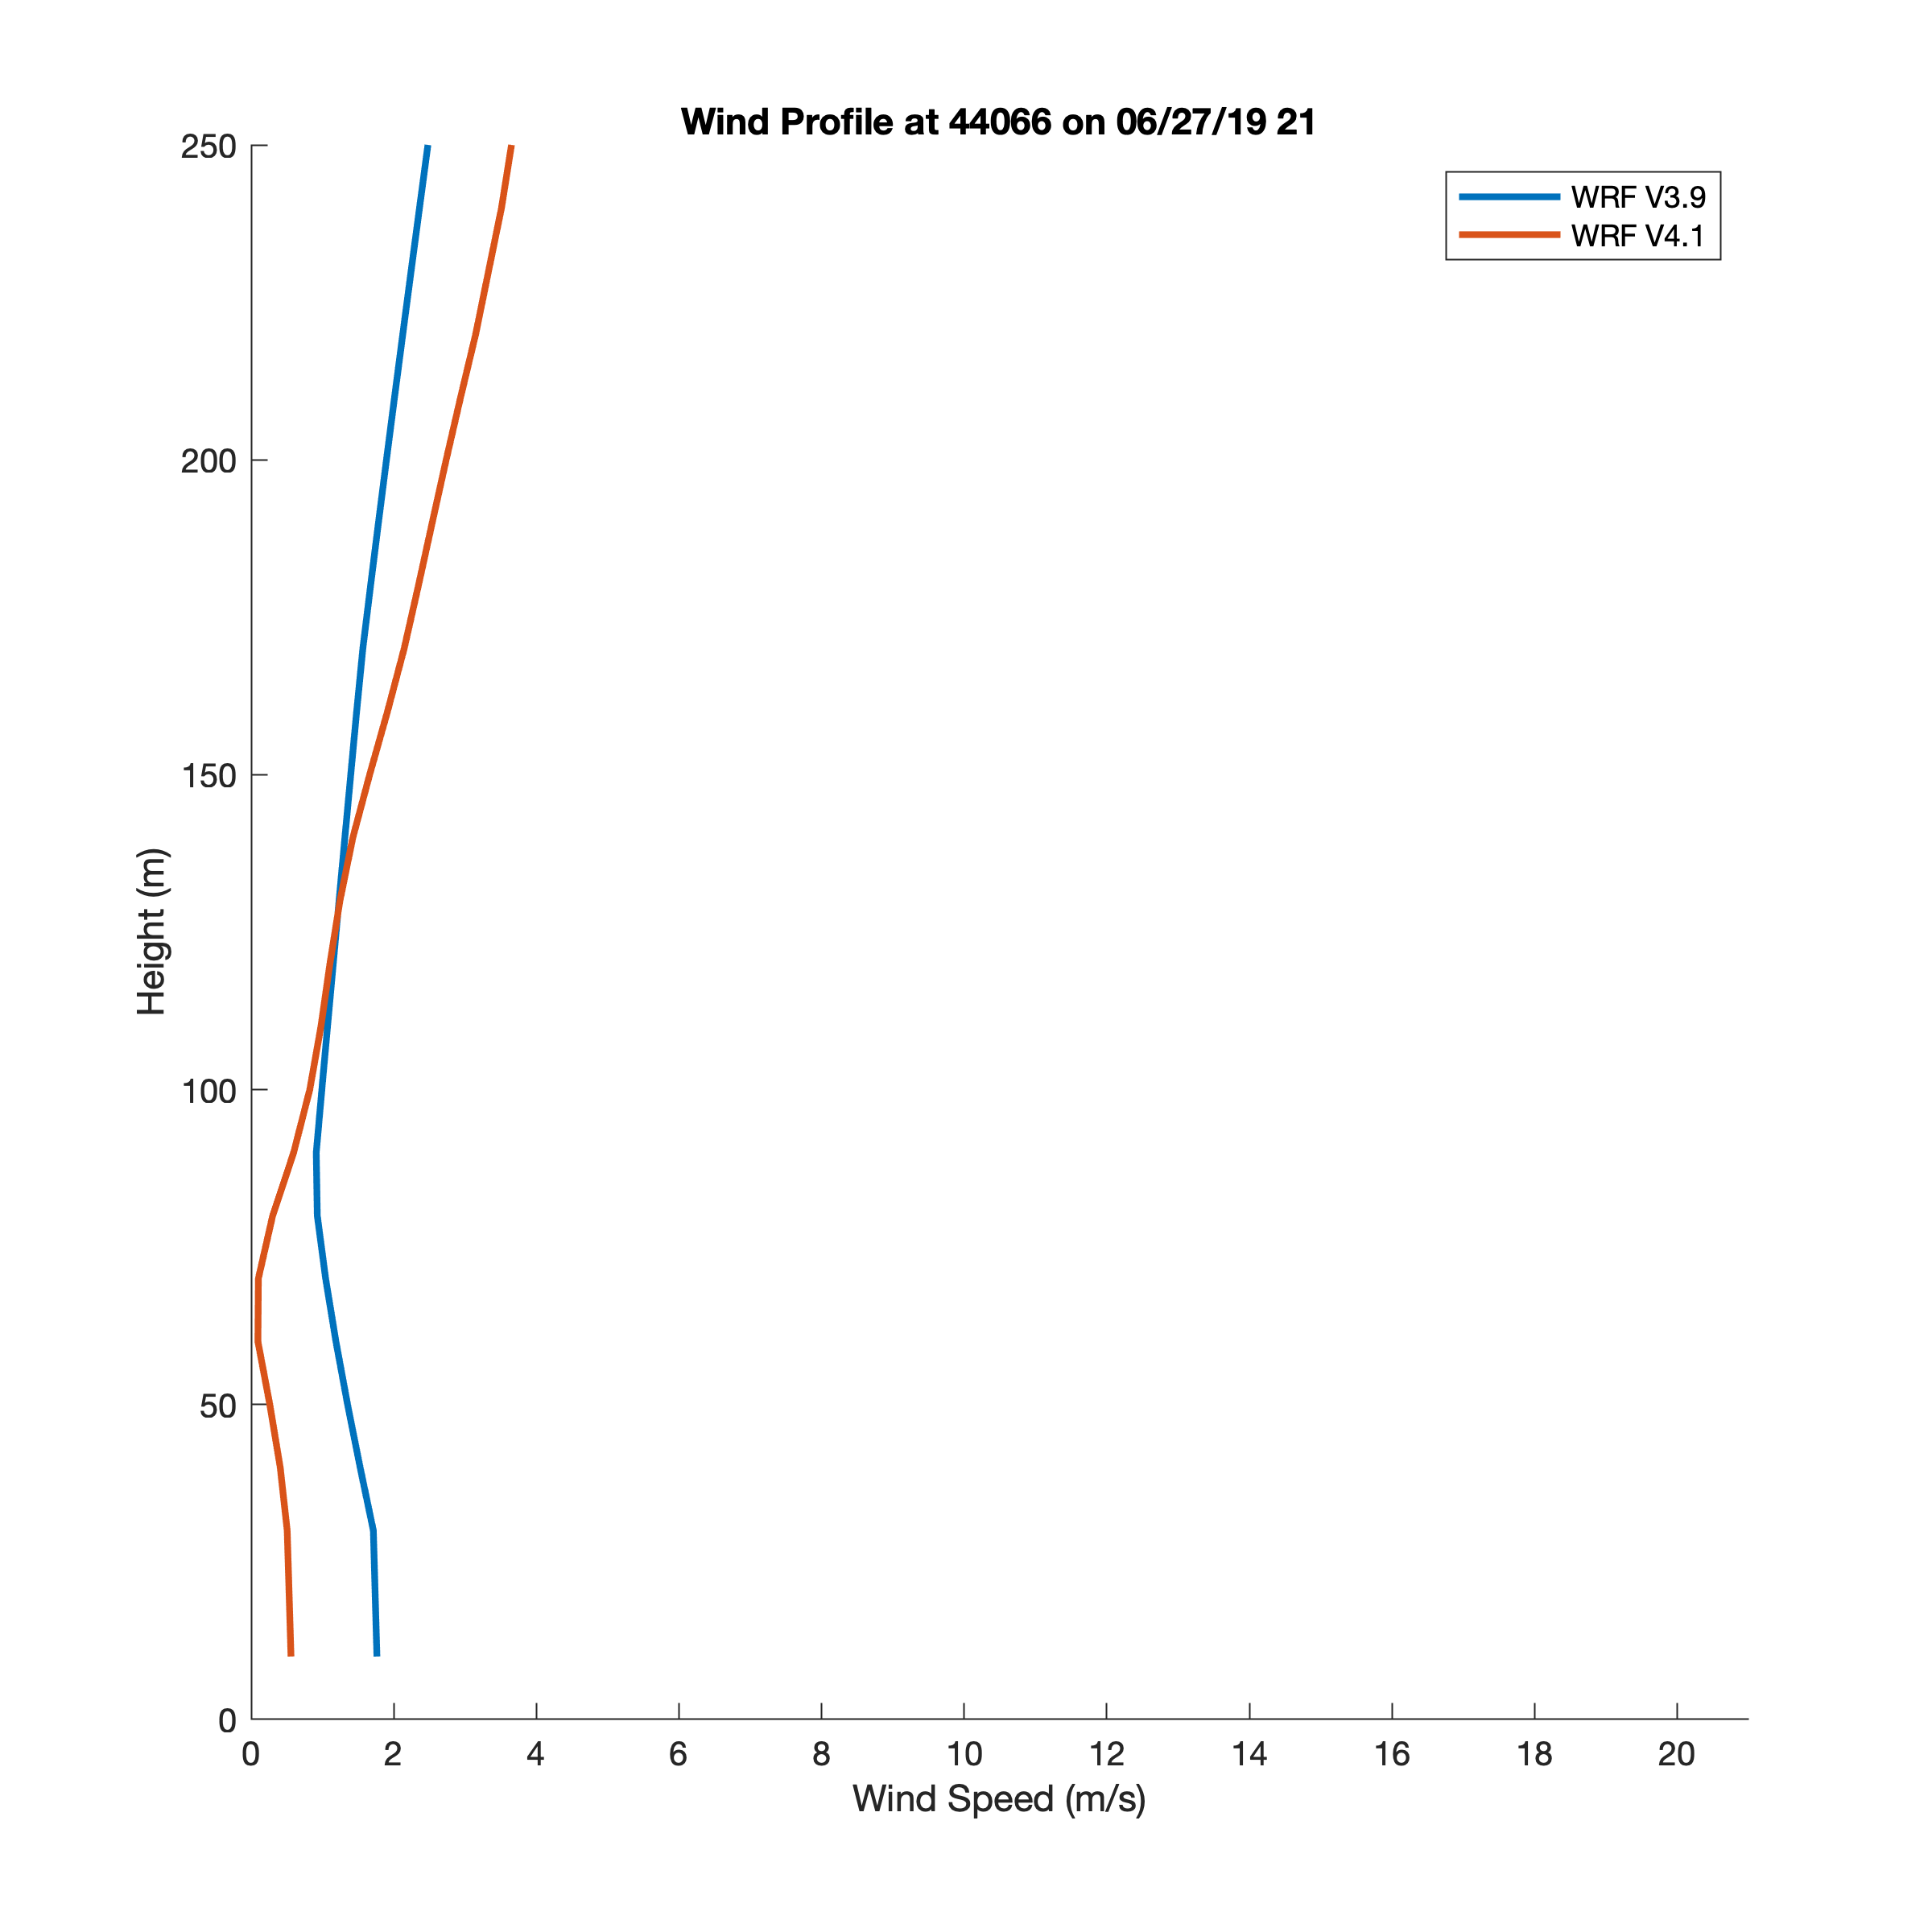 Wind Profile at 44066 on 06/27/19 21
WRF V3.9
WRF V4.1
250
200
150
100
50
0
Height (m)
0 2 4 6 8 10 12 14 16 18 20
Wind Speed (m/s)